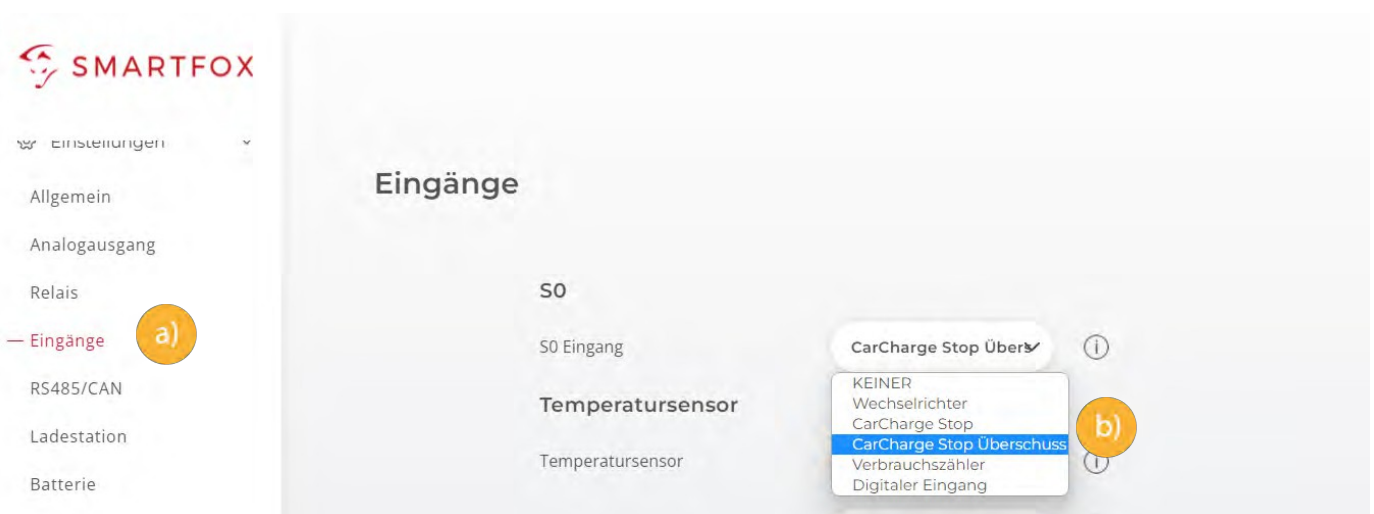 SMARTFOX
Einstellungen
Allgemein
Analogausgang
Relais
Eingänge
a)
RS485/CAN
Ladestation
Batterie
Eingänge
S0
S0 Eingang
CarCharge Stop Übers
i
KEINER
Wechselrichter
CarCharge Stop
CarCharge Stop Überschuss
Verbrauchszähler
Digitaler Eingang
b)
Temperatursensor
Temperatursensor
i